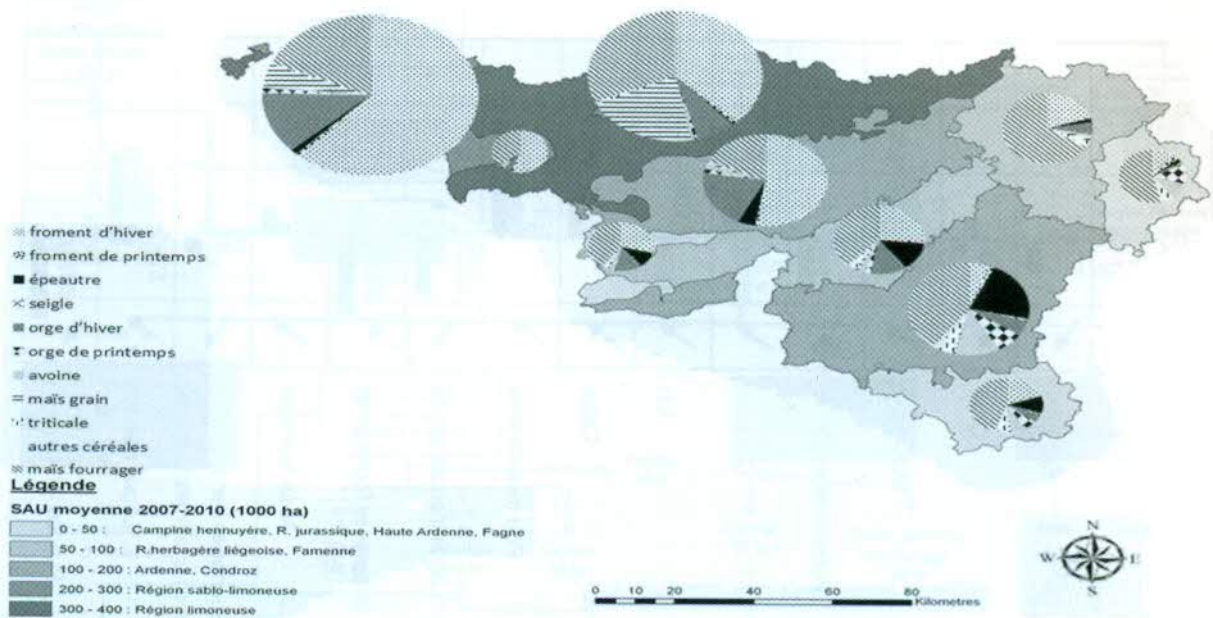 froment d'hiver
froment de printemps
épeautre
seigle
orge d'hiver
orge de printemps
avoine
maïs grain
triticale
autres céréales
maïs fourrager
Légende
SAU moyenne 2007-2010 (1000 ha)
0 - 50 : Campine hennuyére, R. jurassique, Haute Ardenne, Fagne
50 - 100 : R.herbagère liégeoise, Famenne
100 - 200 : Ardenne, Condroz
200 - 300 : Région sablo-limoneuse
300 - 400 : Région limoneuse
0 20 40 60 80
Kilometres
N
W E
S